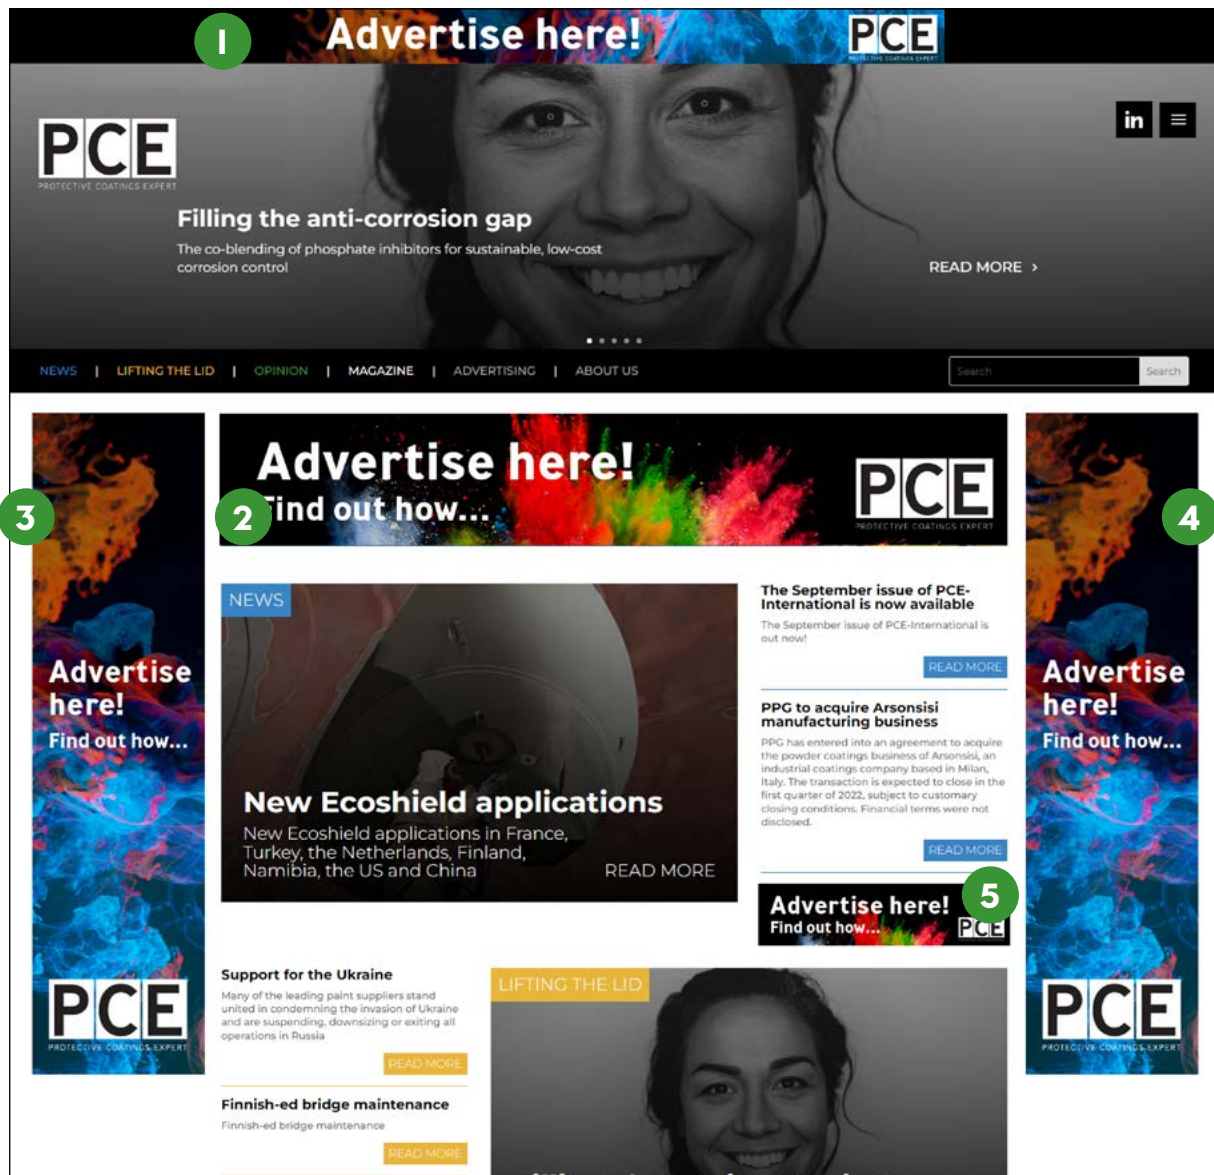 1
Advertise here!
PCE
PROTECTIVE COATINGS EXPERT
PCE
PROTECTIVE COATINGS EXPERT
in
Filling the anti-corrosion gap
The co-blending of phosphate inhibitors for sustainable, low-cost
corrosion control
READ MORE >
NEWS | LIFTING THE LID | OPINION | MAGAZINE | ADVERTISING | ABOUT US
Search
Search
3
Advertise
here!
Find out how...
PCE
PROTECTIVE COATINGS EXPERT
2
Advertise here!
Find out how...
PCE
PROTECTIVE COATINGS EXPERT
4
Advertise
here!
Find out how...
PCE
PROTECTIVE COATINGS EXPERT
NEWS
New Ecoshield applications
New Ecoshield applications in France,
Turkey, the Netherlands, Finland,
Namibia, the US and China
READ MORE
The September issue of PCE-
International is now available
The September issue of PCE-International is
out now!
READ MORE
PPG to acquire Arsonsisi
manufacturing business
PPG has entered into an agreement to acquire
the powder coatings business of Arsonsisi, an
industrial coatings company based in Milan,
Italy. The transaction is expected to close in the
first quarter of 2022, subject to customary
closing conditions. Financial terms were not
disclosed.
READ MORE
5
Advertise here!
Find out how...
PCE
Support for the Ukraine
Many of the leading paint suppliers stand
united in condemning the invasion of Ukraine
and are suspending, downsizing or exiting all
operations in Russia
READ MORE
Finnish-ed bridge maintenance
Finnish-ed bridge maintenance
READ MORE
LIFTING THE LID